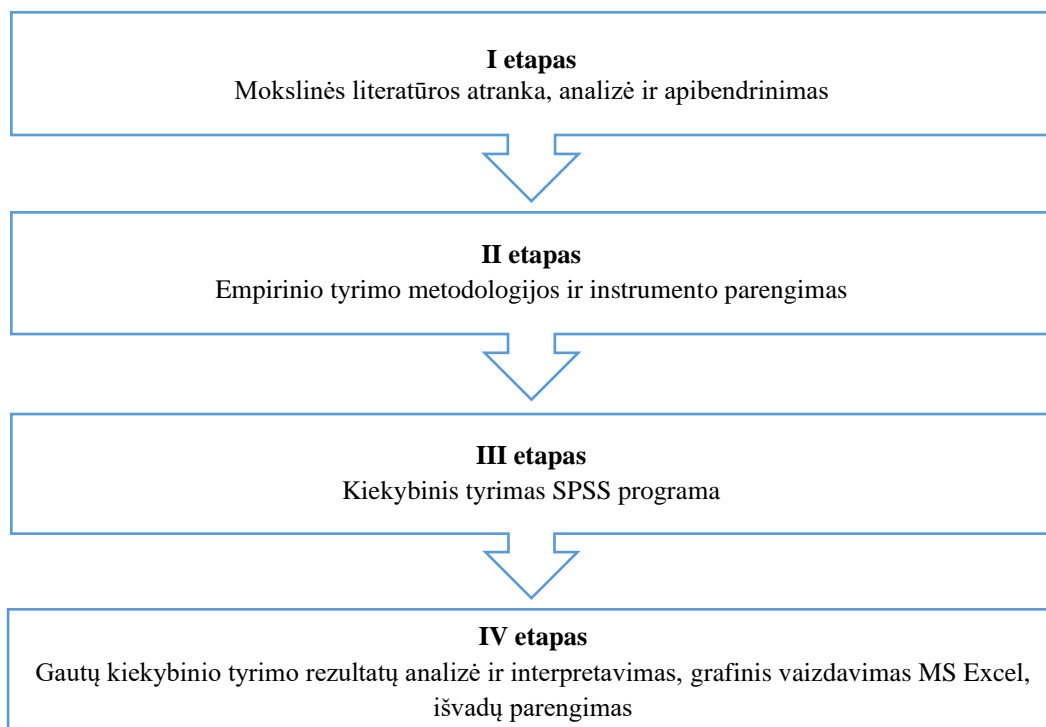 I etapas
Mokslinės literatūros atranka, analizė ir apibendrinimas
II etapas
Empirinio tyrimo metodologijos ir instrumento parengimas
III etapas
Kiekybinis tyrimas SPSS programa
IV etapas
Gautų kiekybinio tyrimo rezultatų analizė ir interpretavimas, grafinis vaizdavimas MS Excel,
išvadų parengimas